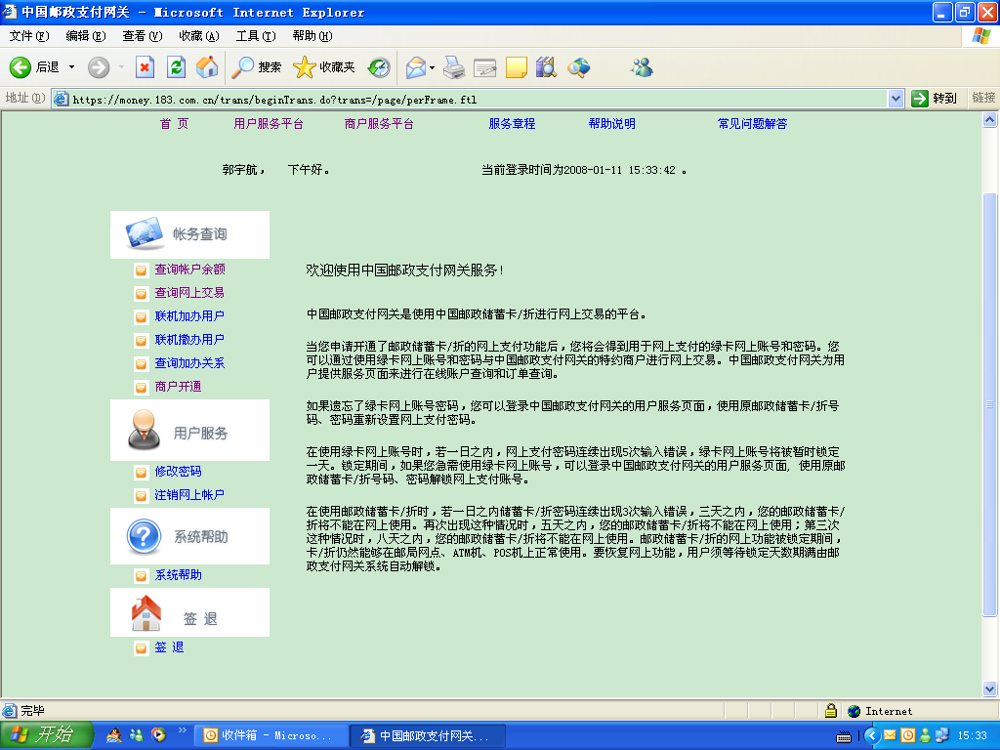 中国邮政支付网关 - Microsoft Internet Explorer
文件(F) 编辑(E) 查看(V) 收藏(A) 工具(T) 帮助(H)
后退 搜索 收藏夹
地址(D) https://money.183.com.cn/trans/beginTrans.do?trans=/page/perFrame.ftl 转到 链接
首 页 用户服务平台 商户服务平台 服务章程 帮助说明 常见问题解答
郭宇航， 下午好。 当前登录时间为2008-01-11 15:33:42 。
帐务查询
查询帐户余额
查询网上交易
联机加办用户
联机撤办用户
查询加办关系
商户开通
用户服务
修改密码
注销网上帐户
系统帮助
系统帮助
签 退
签 退
欢迎使用中国邮政支付网关服务！
中国邮政支付网关是使用中国邮政储蓄卡/折进行网上交易的平台。
当您申请开通了邮政储蓄卡/折的网上支付功能后，您将会得到用于网上支付的绿卡网上账号和密码。您
可以通过使用绿卡网上账号和密码与中国邮政支付网关的特约商户进行网上交易。中国邮政支付网关为用
户提供服务页面来进行在线账户查询和订单查询。
如果遗忘了绿卡网上账号密码，您可以登录中国邮政支付网关的用户服务页面，使用原邮政储蓄卡/折号
码、密码重新设置网上支付密码。
在使用绿卡网上账号时，若一日之内，网上支付密码连续出现5次输入错误，绿卡网上账号将被暂时锁定
一天。锁定期间，如果您急需使用绿卡网上账号，可以登录中国邮政支付网关的用户服务页面, 使用原邮
政储蓄卡/折号码、密码解锁网上支付账号。
在使用邮政储蓄卡/折时，若一日之内储蓄卡/折密码连续出现3次输入错误，三天之内，您的邮政储蓄卡/
折将不能在网上使用。再次出现这种情况时，五天之内，您的邮政储蓄卡/折将不能在网上使用；第三次
这种情况时，八天之内，您的邮政储蓄卡/折将不能在网上使用。邮政储蓄卡/折的网上功能被锁定期间，
卡/折仍然能够在邮局网点、ATM机、POS机上正常使用。要恢复网上功能，用户须等待锁定天数期满由邮
政支付网关系统自动解锁。
完毕 Internet
开始 收件箱 - Microso... 中国邮政支付网关... 15:33